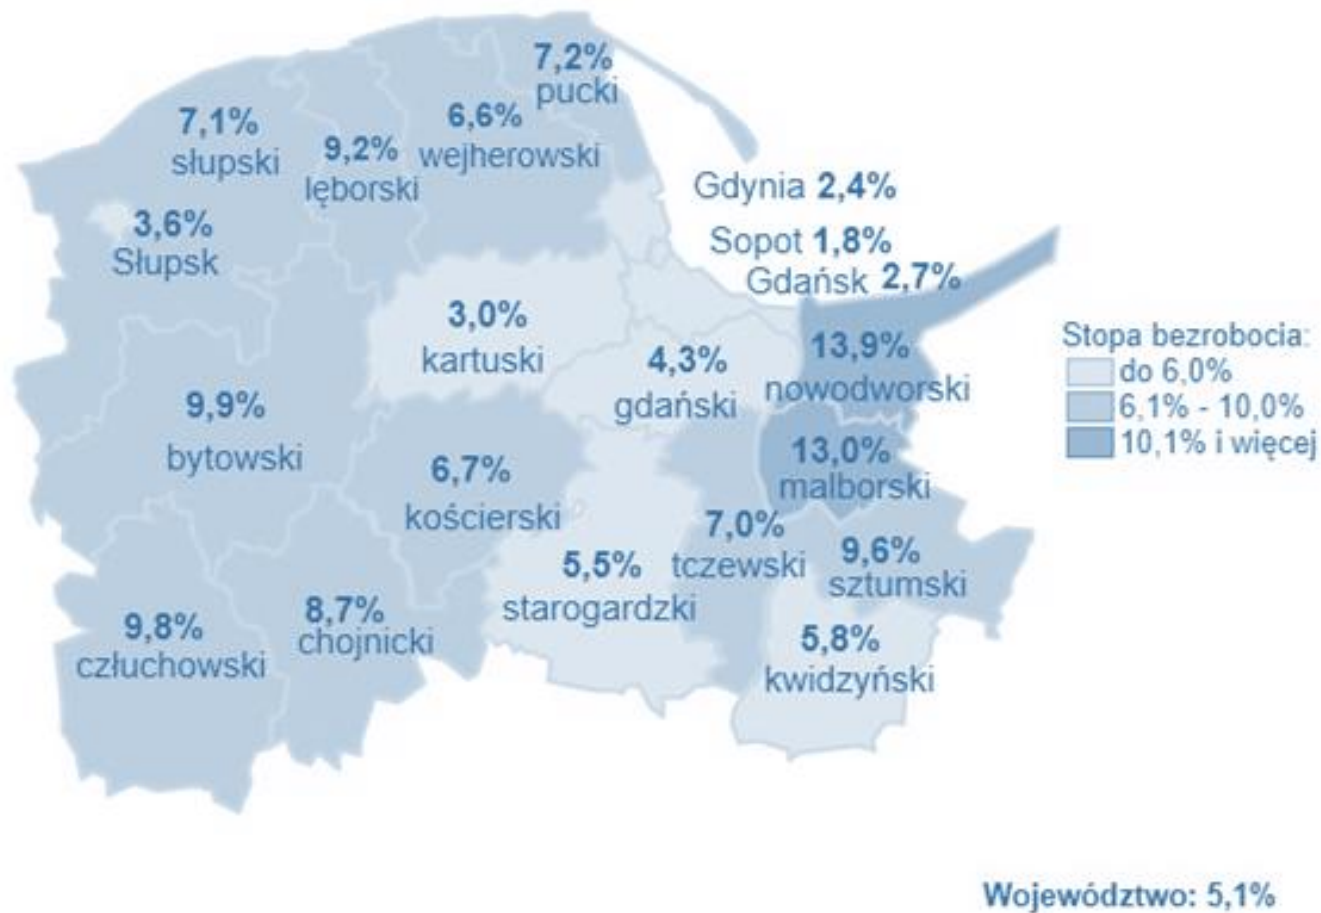 7,2%
pucki
7,1%
słupski
6,6%
wejherowski
9,2%
lęborski
Gdynia 2,4%
3,6%
Słupsk
Sopot 1,8%
Gdańsk 2,7%
3,0%
kartuski
4,3%
gdański
13,9%
nowodworski
Stopa bezrobocia:
do 6,0%
6,1% - 10,0%
10,1% i więcej
9,9%
bytowski
6,7%
kościerski
13,0%
malborski
7,0%
tczewski
9,6%
sztumski
5,5%
starogardzki
9,8%
człuchowski
8,7%
chojnicki
5,8%
kwidzyński
Województwo: 5,1%